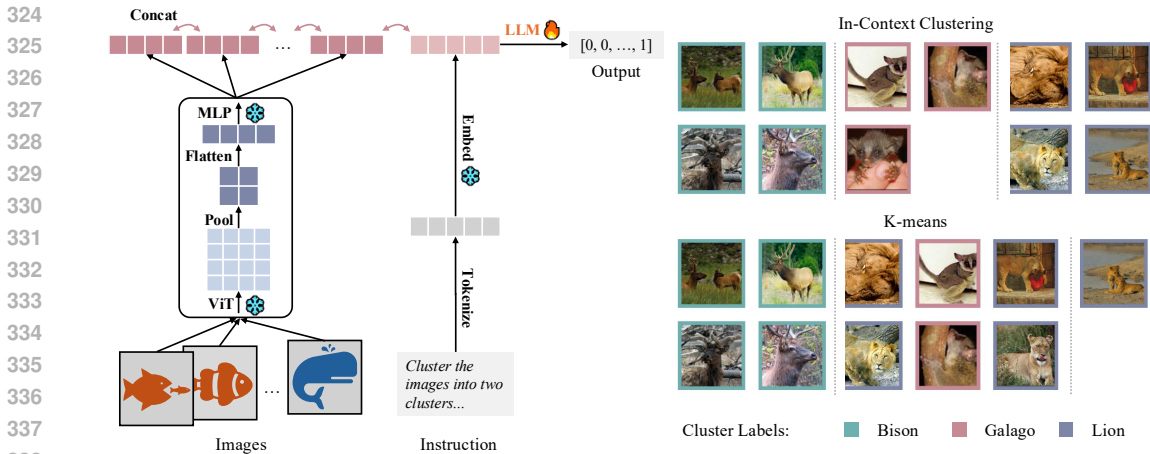 324
325
326
327
328
329
330
331
332
333
334
335
336
337
Concat
...
LLM
[0, 0, ..., 1]
Output
MLP
Flatten
Pool
ViT
Embed
Tokenize
...
Cluster the
images into two
clusters...
Images
Instruction
In-Context Clustering
K-means
Cluster Labels:
Bison
Galago
Lion